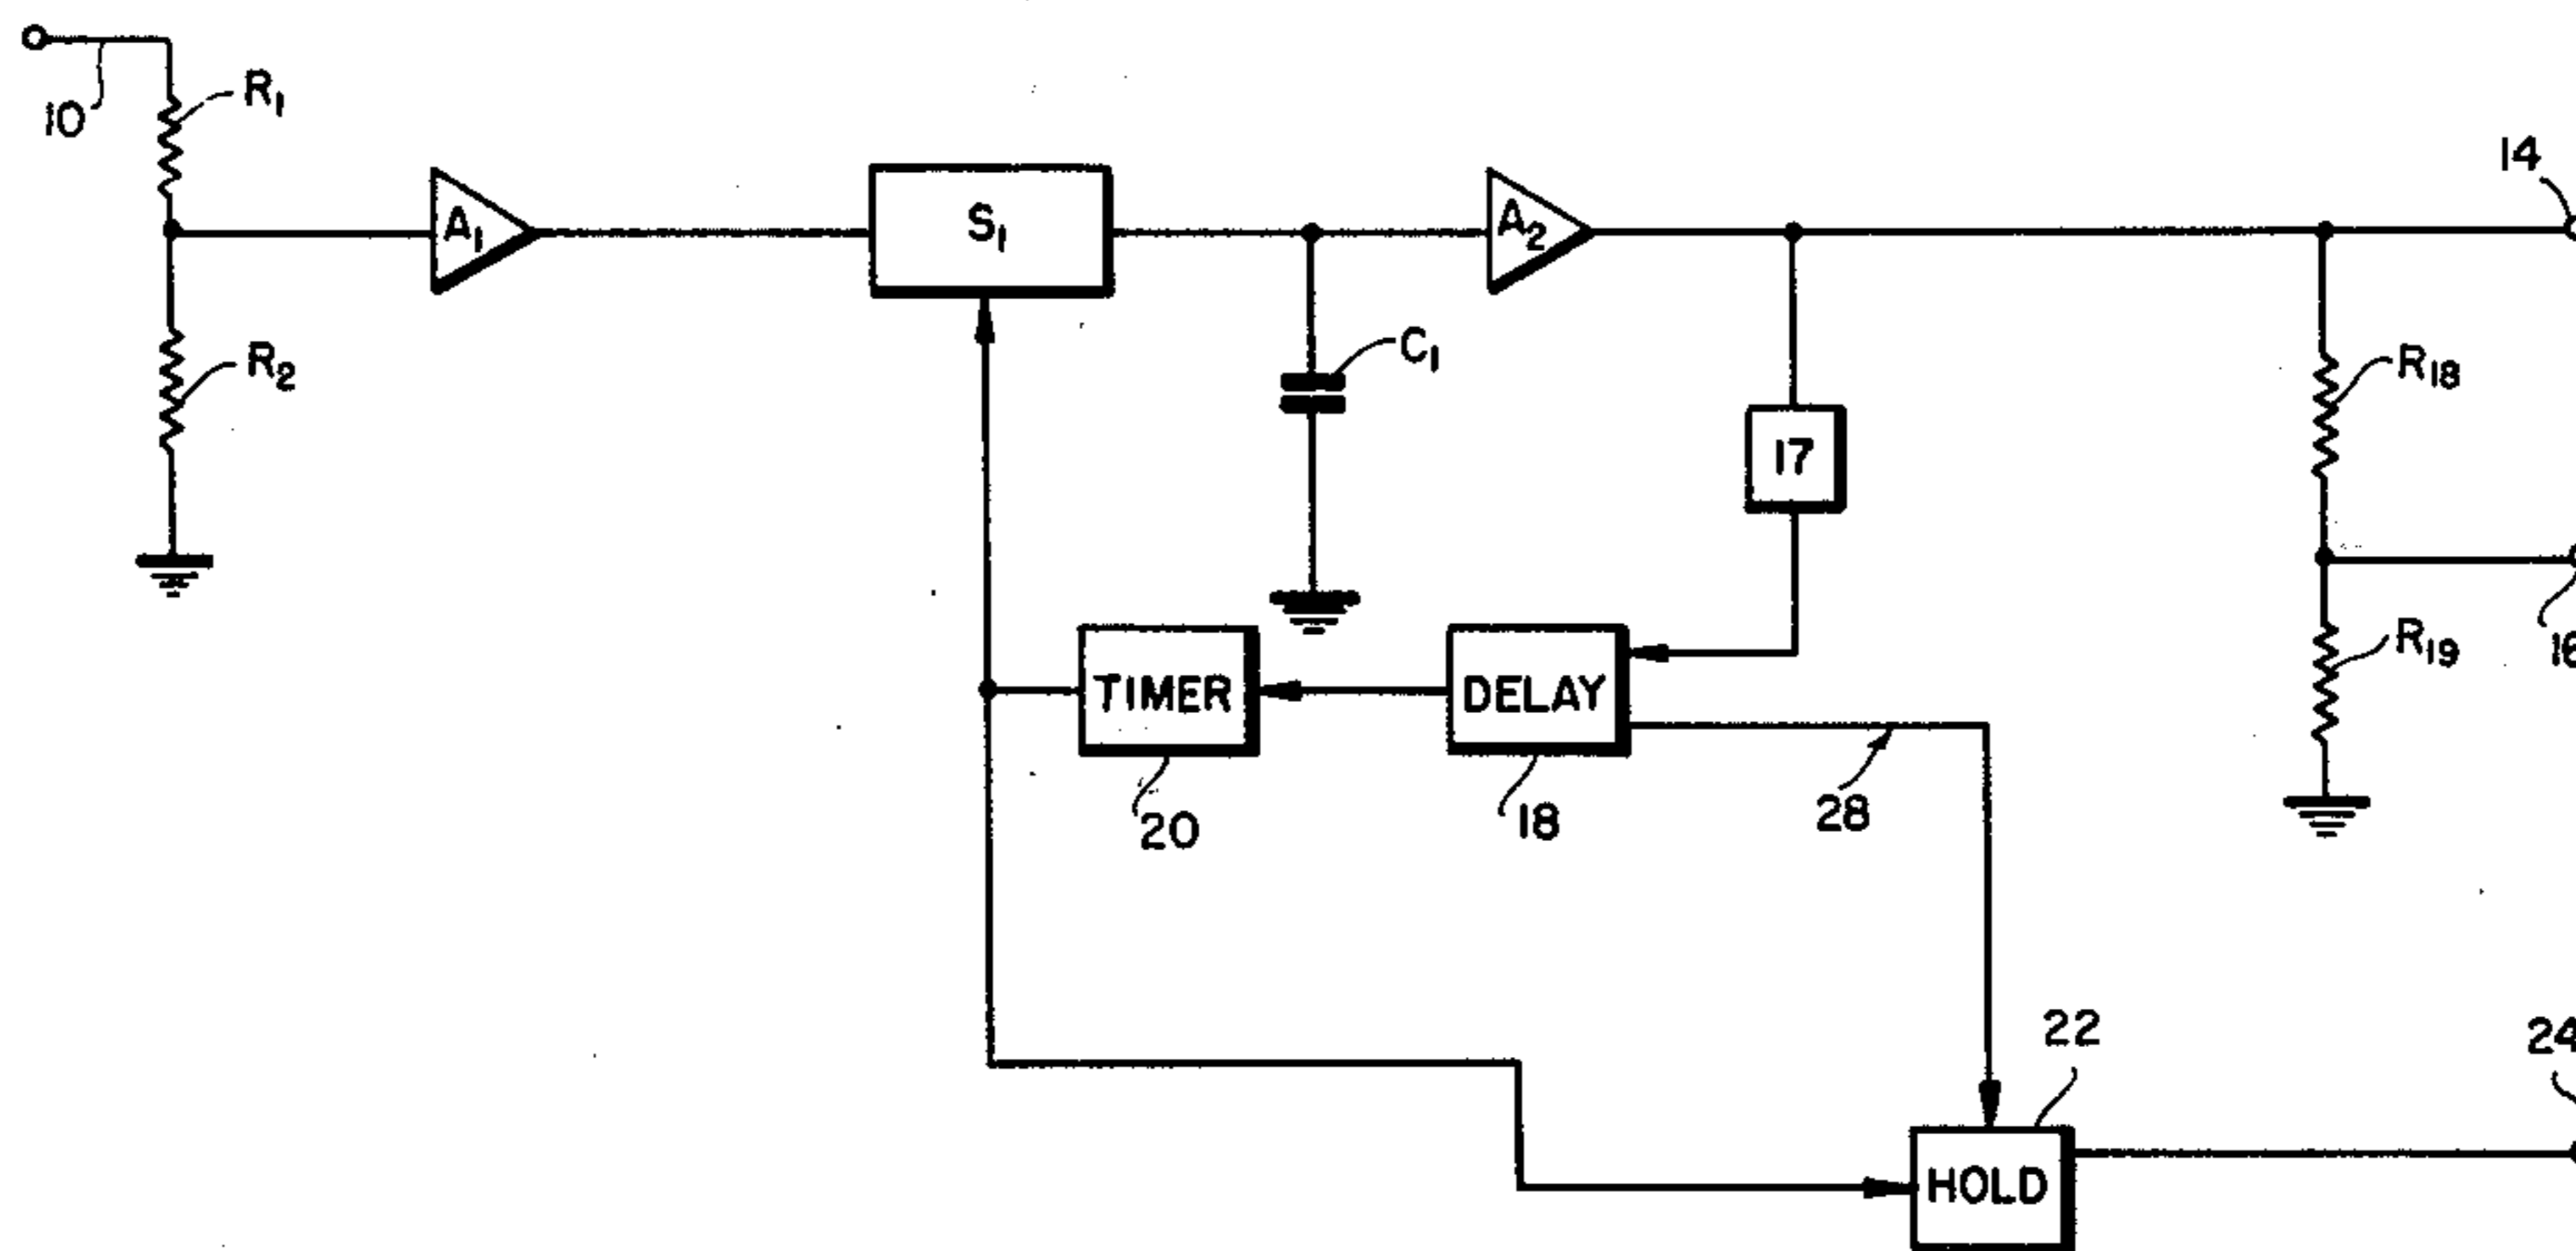 10
R₁
14
A₁
S₁
A₂
C₁
R₂
R₁₈
17
R₁₉
TIMER
DELAY
20
18
28
22
24
HOLD